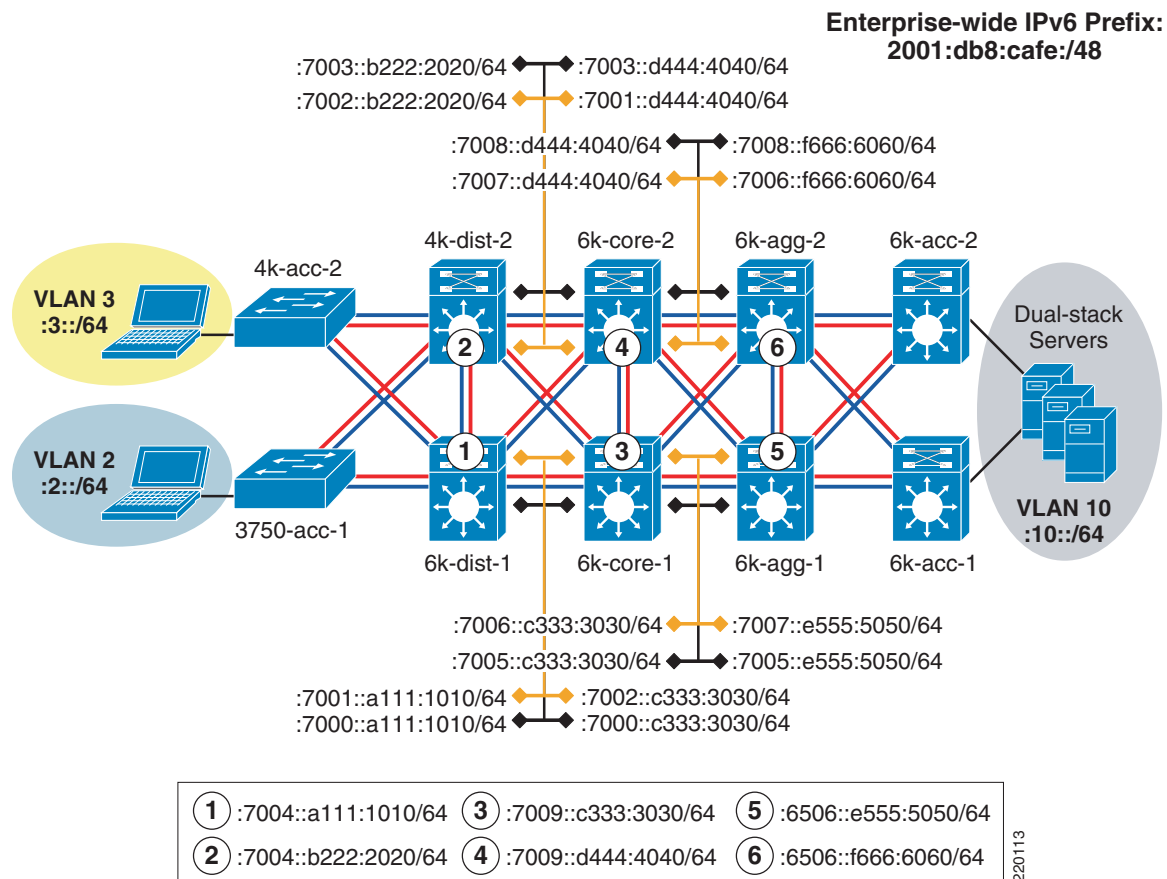 Enterprise-wide IPv6 Prefix:
2001:db8:cafe:/48
:7003::b222:2020/64 :7003::d444:4040/64
:7002::b222:2020/64 :7001::d444:4040/64
:7008::d444:4040/64 :7008::f666:6060/64
:7007::d444:4040/64 :7006::f666:6060/64
4k-dist-2 6k-core-2 6k-agg-2 6k-acc-2
4k-acc-2
VLAN 3
:3::/64
Dual-stack
Servers
2 4 6
1 3 5
VLAN 2
:2::/64
VLAN 10
:10::/64
3750-acc-1
6k-dist-1 6k-core-1 6k-agg-1 6k-acc-1
:7006::c333:3030/64 :7007::e555:5050/64
:7005::c333:3030/64 :7005::e555:5050/64
:7001::a111:1010/64 :7002::c333:3030/64
:7000::a111:1010/64 :7000::c333:3030/64
1 :7004::a111:1010/64 3 :7009::c333:3030/64 5 :6506::e555:5050/64
2 :7004::b222:2020/64 4 :7009::d444:4040/64 6 :6506::f666:6060/64
220113